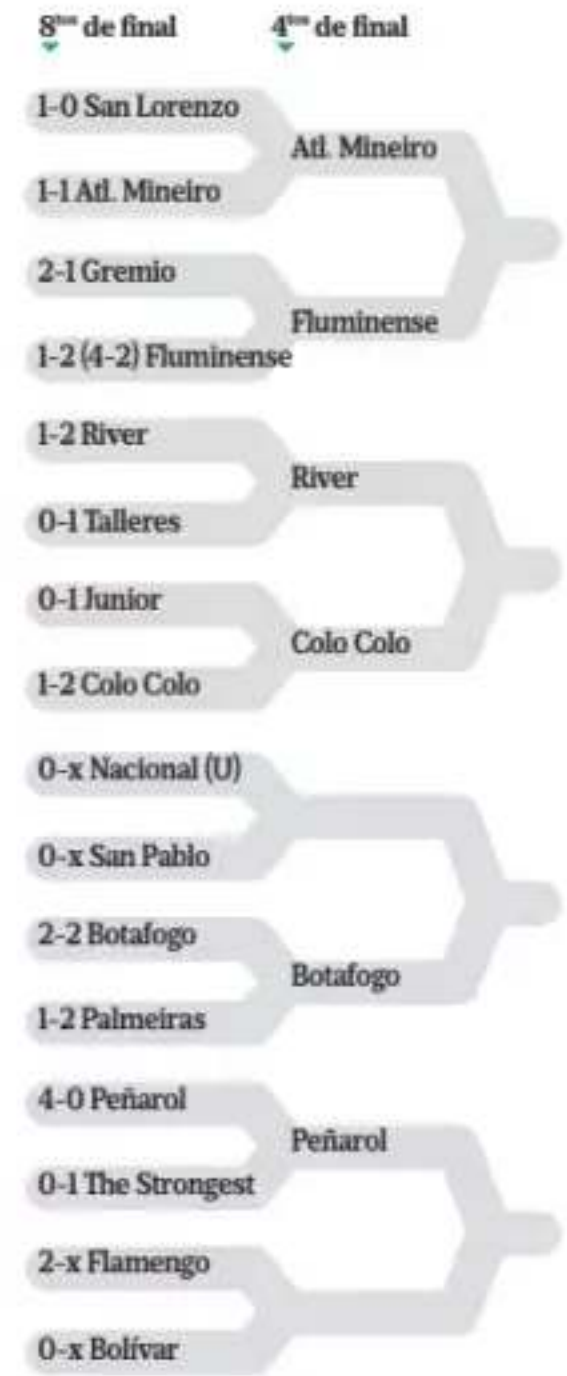 8vos de final
4tos de final
1-0 San Lorenzo
Atl. Mineiro
1-1 Atl. Mineiro
2-1 Gremio
Fluminense
1-2 (4-2) Fluminense
1-2 River
River
0-1 Talleres
0-1 Junior
Colo Colo
1-2 Colo Colo
0-x Nacional (U)
0-x San Pablo
2-2 Botafogo
Botafogo
1-2 Palmeiras
4-0 Peñarol
Peñarol
0-1 The Strongest
2-x Flamengo
0-x Bolívar